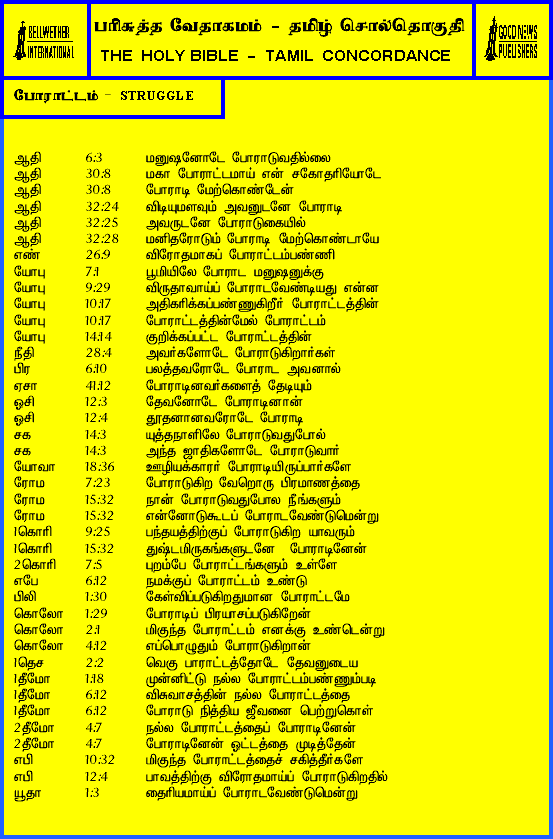 BELLWETHER
INTERNATIONAL
பரிசுத்த வேதாகமம் - தமிழ் சொல்தொகுதி
THE HOLY BIBLE - TAMIL CONCORDANCE
GOOD NEWS
PUBLISHERS
போராட்டம் - STRUGGLE
ஆதி 6:3 மனுஷனோடே போராடுவதில்லை
ஆதி 30:8 மகா போராட்டமாய் என் சகோதரியோடே
ஆதி 30:8 போராடி மேற்கொண்டேன்
ஆதி 32:24 விடியுமளவும் அவனுடனே போராடி
ஆதி 32:25 அவருடனே போராடுகையில்
ஆதி 32:28 மனிதரோடும் போராடி மேற்கொண்டாயே
எண் 26:9 விரோதமாகப் போராட்டம்பண்ணி
யோபு 7:1 பூமியிலே போராட மனுஷனுக்கு
யோபு 9:29 விருதாவாய்ப் போராடவேண்டியது என்ன
யோபு 10:17 அதிகரிக்கப்பண்ணுகிறீர் போராட்டத்தின்
யோபு 10:17 போராட்டத்தின்மேல் போராட்டம்
யோபு 14:14 குறிக்கப்பட்ட போராட்டத்தின்
நீதி 28:4 அவர்களோடே போராடுகிறார்கள்
பிர 6:10 பலத்தவரோடே போராட அவனால்
ஏசா 41:12 போராடினவர்களைத் தேடியும்
ஓசி 12:3 தேவனோடே போராடினான்
ஓசி 12:4 தூதனானவரோடே போராடி
சக 14:3 யுத்தநாளிலே போராடுவதுபோல்
சக 14:3 அந்த ஜாதிகளோடே போராடுவார்
யோவா 18:36 ஊழியக்காரர் போராடியிருப்பார்களே
ரோம 7:23 போராடுகிற வேறொரு பிரமாணத்தை
ரோம 15:32 நான் போராடுவதுபோல நீங்களும்
ரோம 15:32 என்னோடுகூடப் போராடவேண்டுமென்று
1கொரி 9:25 பந்தயத்திற்குப் போராடுகிற யாவரும்
1கொரி 15:32 துஷ்டமிருகங்களுடனே போராடினேன்
2கொரி 7:5 புறம்பே போராட்டங்களும் உள்ளே
எபே 6:12 நமக்குப் போராட்டம் உண்டு
பிலி 1:30 கேள்விப்படுகிறதுமான போராட்டமே
கொலோ 1:29 போராடிப் பிரயாசப்படுகிறேன்
கொலோ 2:1 மிகுந்த போராட்டம் எனக்கு உண்டென்று
கொலோ 4:12 எப்பொழுதும் போராடுகிறான்
1தெச 2:2 வெகு பாராட்டத்தோடே தேவனுடைய
1தீமோ 1:18 முன்னிட்டு நல்ல போராட்டம்பண்ணும்படி
1தீமோ 6:12 விசுவாசத்தின் நல்ல போராட்டத்தை
1தீமோ 6:12 போராடு நித்திய ஜீவனை பெற்றுகொள்
2தீமோ 4:7 நல்ல போராட்டத்தைப் போராடினேன்
2தீமோ 4:7 போராடினேன் ஓட்டத்தை முடித்தேன்
எபி 10:32 மிகுந்த போராட்டத்தைச் சகித்தீர்களே
எபி 12:4 பாவத்திற்கு விரோதமாய்ப் போராடுகிறதில்
யூதா 1:3 தைரியமாய்ப் போராடவேண்டுமென்று